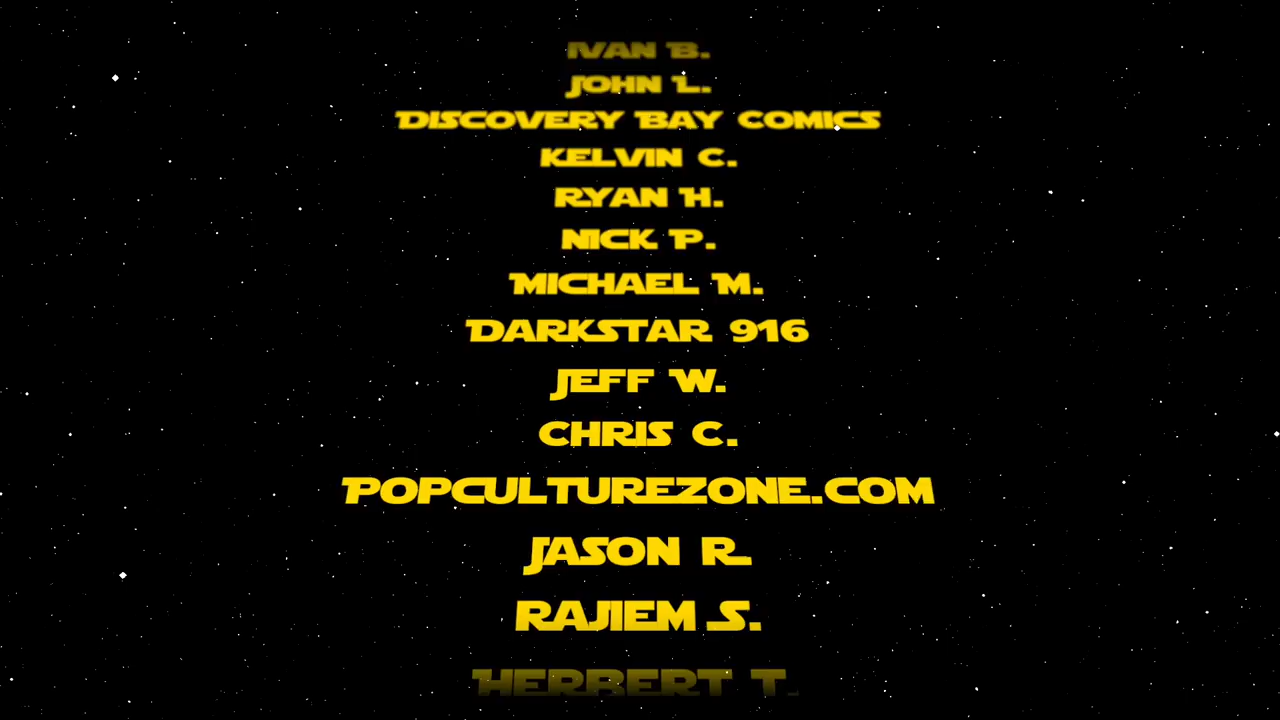 IVAN B.
JOHN L.
DISCOVERY BAY COMICS
KELVIN C.
RYAN H.
NICK P.
MICHAEL M.
DARKSTAR 916
JEFF W.
CHRIS C.
POPCULTUREZONE.COM
JASON R.
RAJIEM S.
HERBERT T.